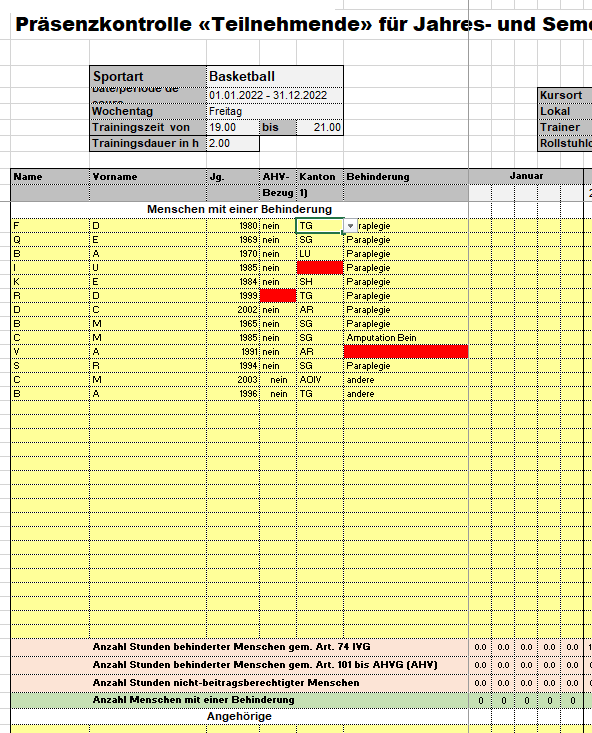 Präsenzkontrolle «Teilnehmende» für Jahres- und Seme
Sportart Basketball
01.01.2022 - 31.12.2022 Kursort
Wochentag Freitag Lokal
Trainingszeit von 19.00 bis 21.00 Trainer
Trainingsdauer in h 2.00 Rollstuhlc
Name Vorname Jg. AHV- Kanton Behinderung Januar
Bezug 1)
Menschen mit einer Behinderung
F D 1980 nein TG raplegie
Q E 1969 nein SG Paraplegie
B A 1970 nein LU Paraplegie
I U 1985 nein Paraplegie
K E 1984 nein SH Paraplegie
R D 1999 TG Paraplegie
D C 2002 nein AR Paraplegie
B M 1965 nein SG Paraplegie
C M 1985 nein SG Amputation Bein
V A 1991 nein AR
S R 1994 nein SG Paraplegie
C M 2003 nein AOIV andere
B A 1996 nein TG andere
Anzahl Stunden behinderter Menschen gem. Art. 74 IVG 0.0 0.0 0.0 0.0 0.0 1
Anzahl Stunden behinderter Menschen gem. Art. 101 bis AHVG (AHV) 0.0 0.0 0.0 0.0 0.0
Anzahl Stunden nicht-beitragsberechtigter Menschen 0.0 0.0 0.0 0.0 0.0
Anzahl Menschen mit einer Behinderung 0 0 0 0 0
Angehörige